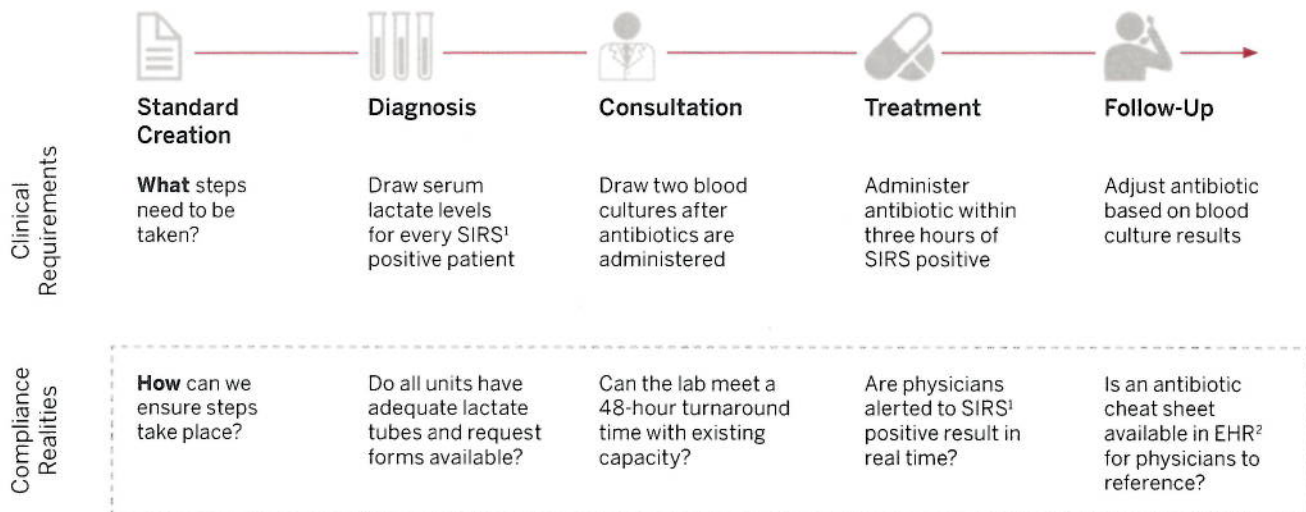 Standard
Creation
Diagnosis
Consultation
Treatment
Follow-Up
Clinical
Requirements
What steps
need to be
taken?
Draw serum
lactate levels
for every SIRS¹
positive patient
Draw two blood
cultures after
antibiotics are
administered
Administer
antibiotic within
three hours of
SIRS positive
Adjust antibiotic
based on blood
culture results
Compliance
Realities
How can we
ensure steps
take place?
Do all units have
adequate lactate
tubes and request
forms available?
Can the lab meet a
48-hour turnaround
time with existing
capacity?
Are physicians
alerted to SIRS¹
positive result in
real time?
Is an antibiotic
cheat sheet
available in EHR²
for physicians to
reference?